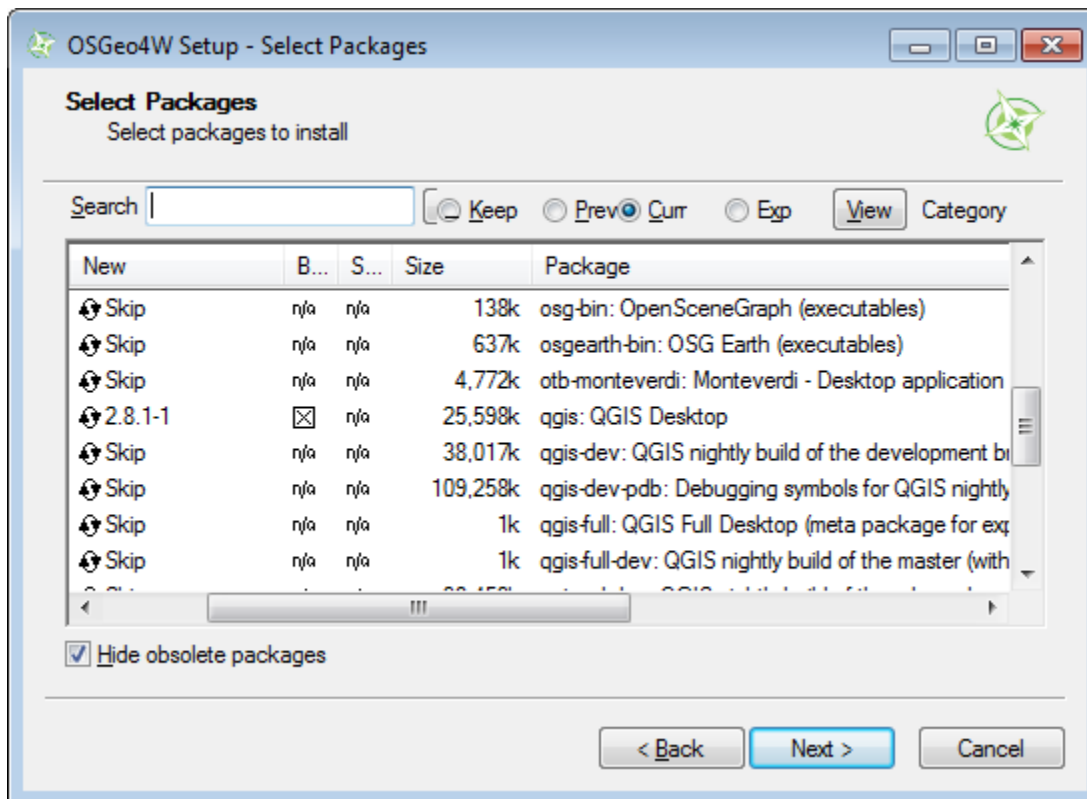 OSGeo4W Setup - Select Packages
Select Packages
Select packages to install
Search Keep Prev Curr Exp View Category
New B... S... Size Package
Skip n/a n/a 138k osg-bin: OpenSceneGraph (executables)
Skip n/a n/a 637k osgearth-bin: OSG Earth (executables)
Skip n/a n/a 4,772k otb-monteverdi: Monteverdi - Desktop application
2.8.1-1 n/a 25,598k qgis: QGIS Desktop
Skip n/a n/a 38,017k qgis-dev: QGIS nightly build of the development
Skip n/a n/a 109,258k qgis-dev-pdb: Debugging symbols for QGIS nightly
Skip n/a n/a 1k qgis-full: QGIS Full Desktop (meta package for exp
Skip n/a n/a 1k qgis-full-dev: QGIS nightly build of the master (with
Hide obsolete packages
< Back Next > Cancel